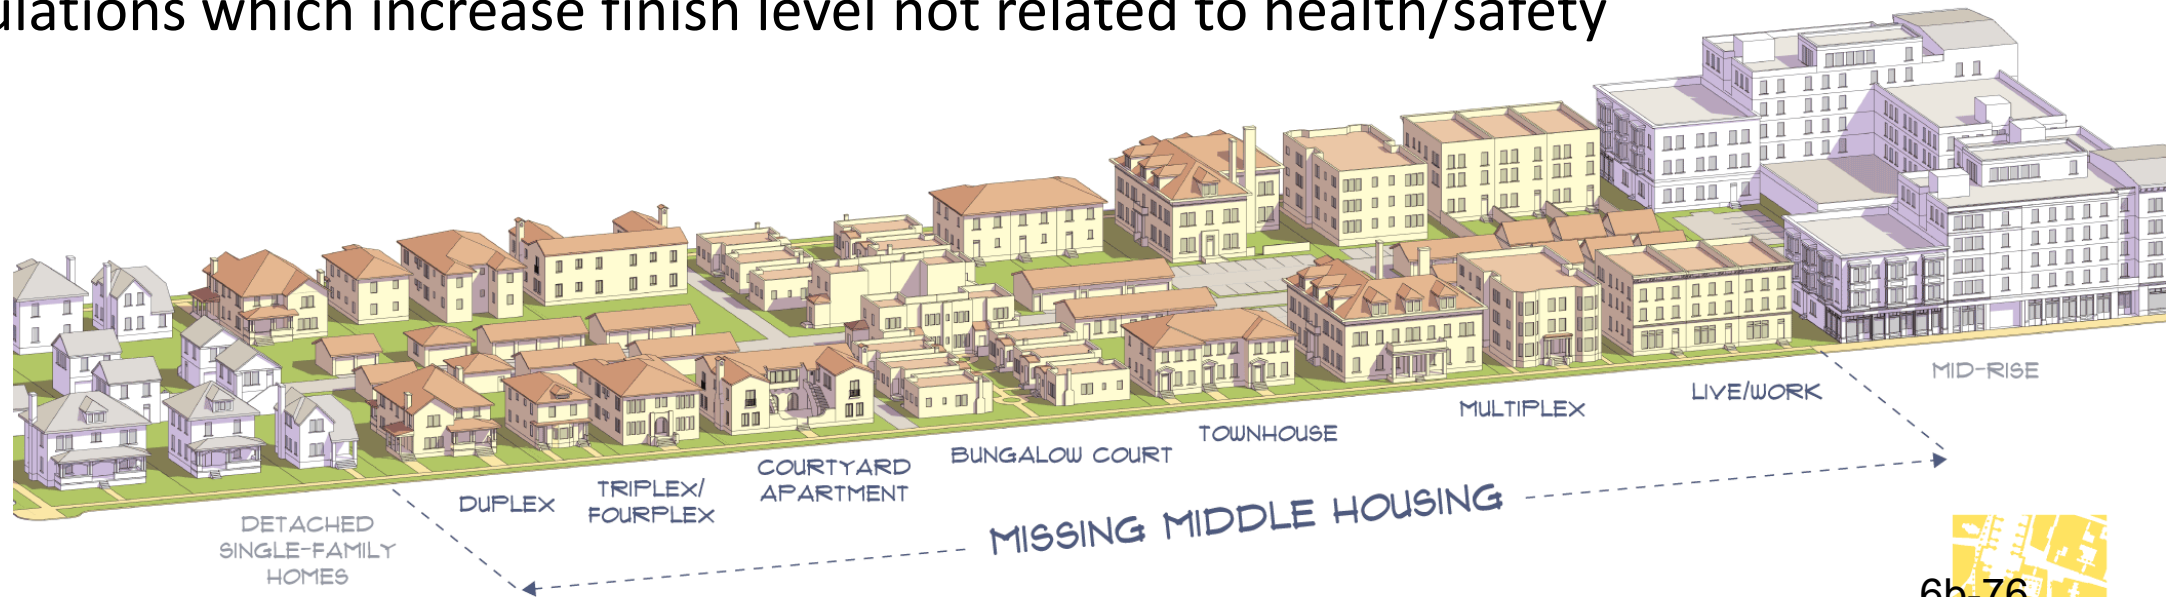 ulations which increase finish level not related to health/safety
DETACHED
SINGLE-FAMILY
HOMES
DUPLEX
TRIPLEX/
FOURPLEX
COURTYARD
APARTMENT
BUNGALOW COURT
TOWNHOUSE
MULTIPLEX
LIVE/WORK
MID-RISE
MISSING MIDDLE HOUSING
6b-76